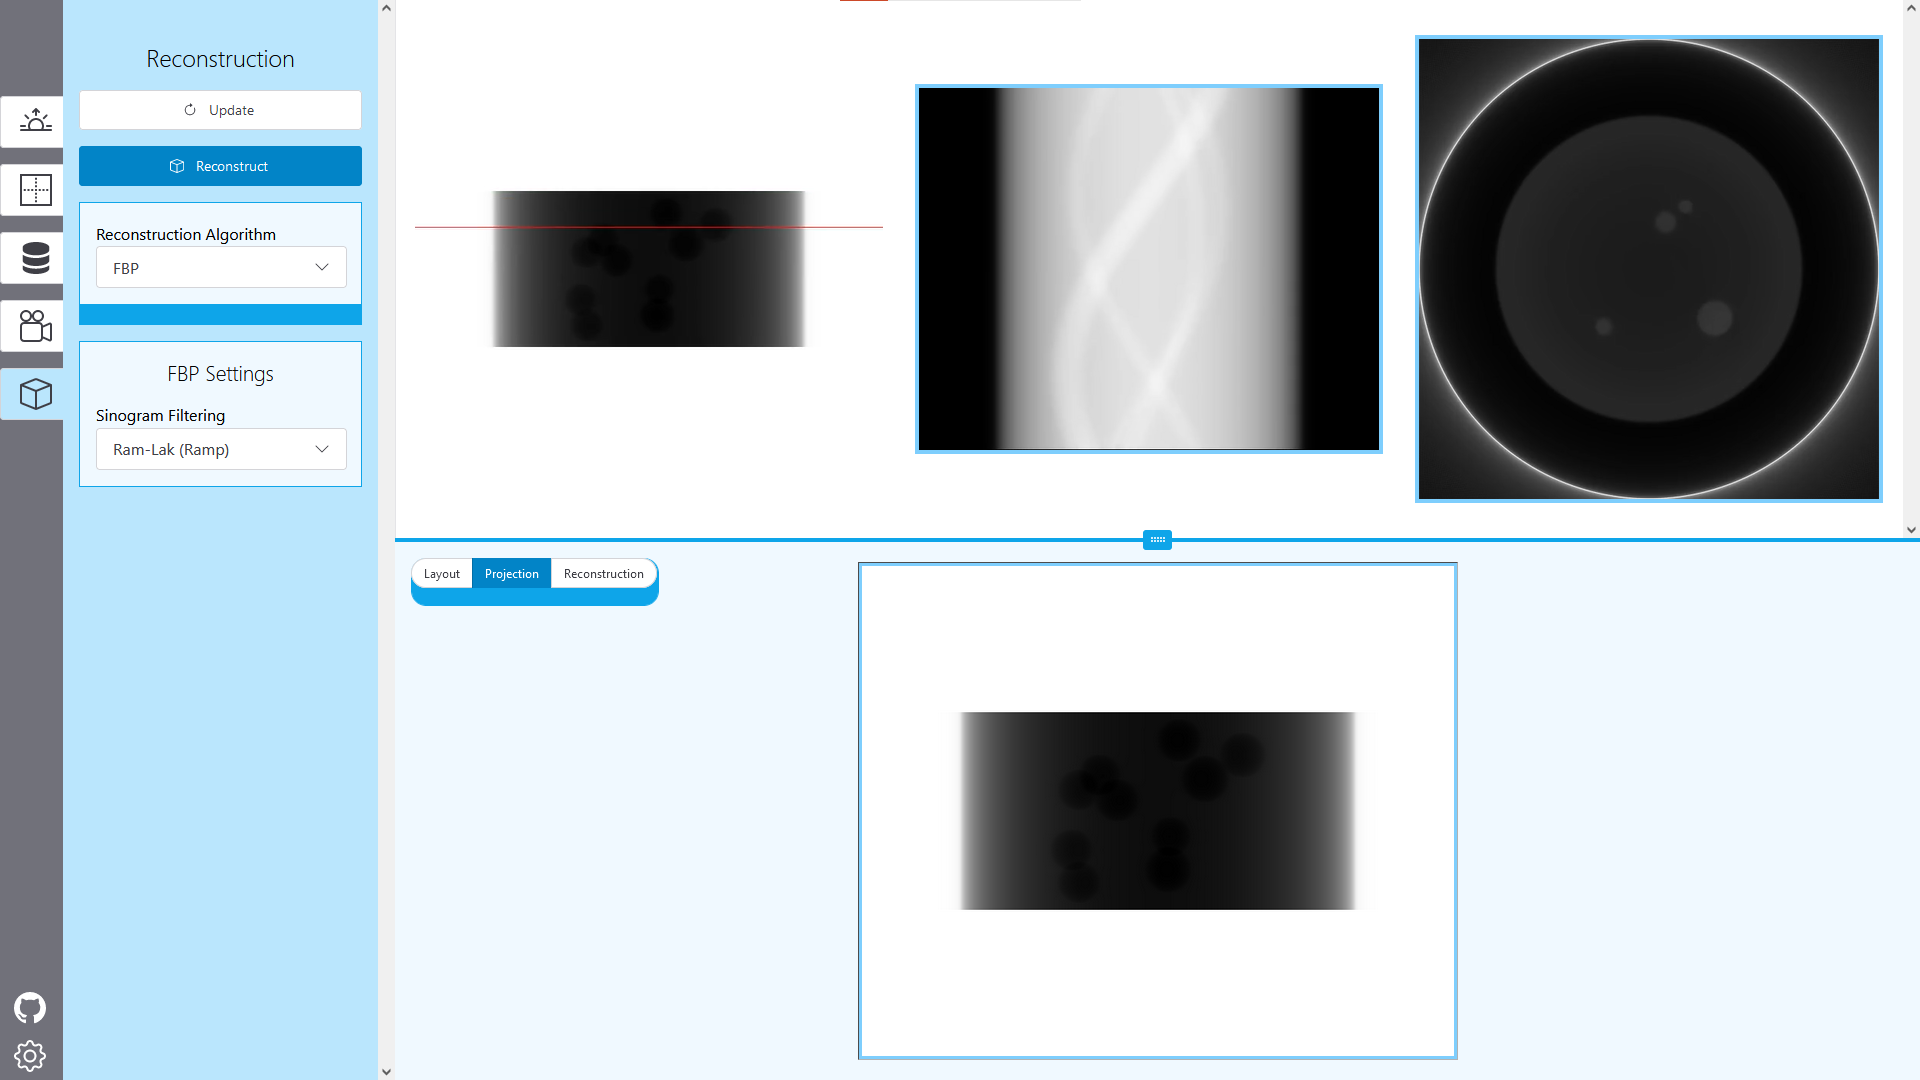 Reconstruction
Update
Reconstruct
Reconstruction Algorithm
FBP
FBP Settings
Sinogram Filtering
Ram-Lak (Ramp)
Layout
Projection
Reconstruction